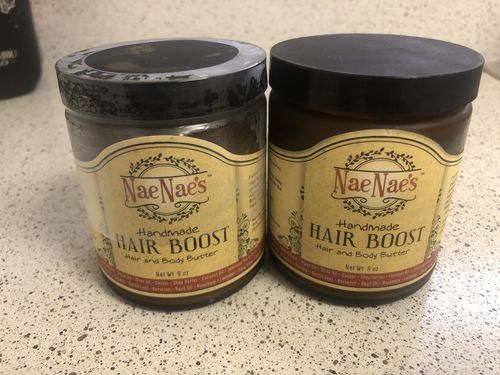 NaeNae's
Handmade
HAIR BOOST
Hair and Body Butter
Net Wt 9 oz
NaeNae's
Handmade
HAIR BOOST
Hair and Body Butter
Net Wt 9 oz